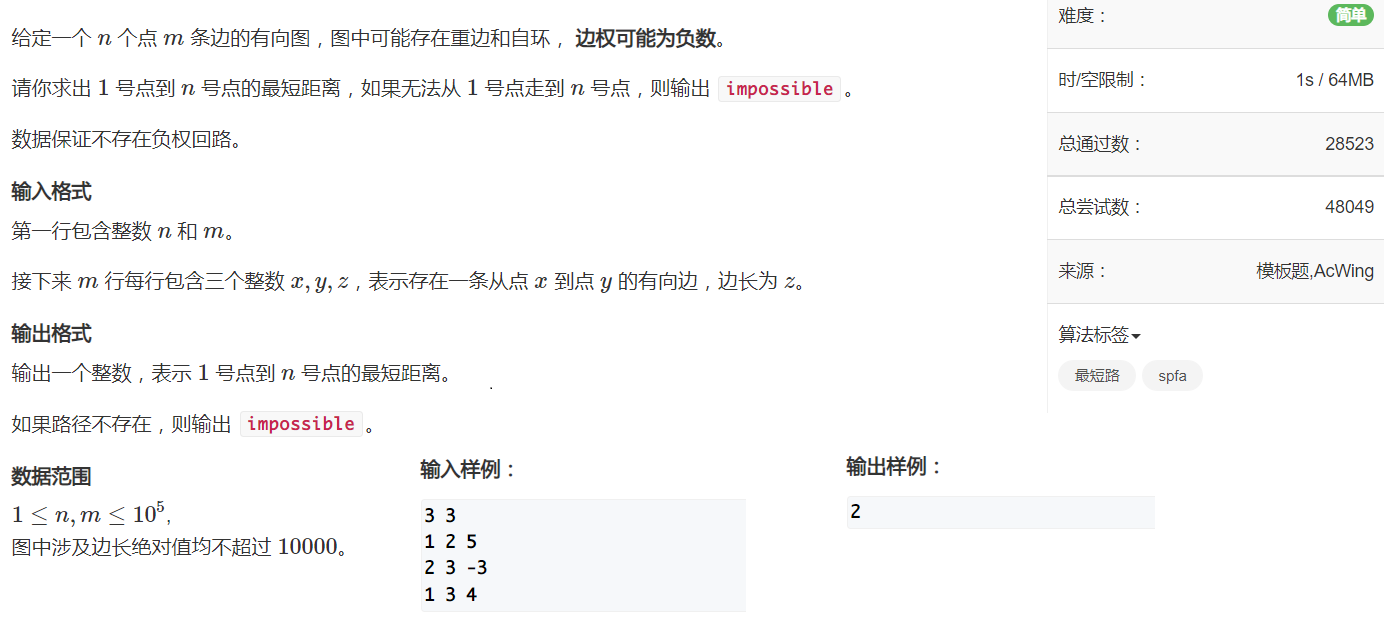 给定一个 n 个点 m 条边的有向图，图中可能存在重边和自环， 边权可能为负数。
请你求出 1 号点到 n 号点的最短距离，如果无法从 1 号点走到 n 号点，则输出 impossible 。
数据保证不存在负权回路。
输入格式
第一行包含整数 n 和 m。
接下来 m 行每行包含三个整数 x, y, z，表示存在一条从点 x 到点 y 的有向边，边长为 z。
输出格式
输出一个整数，表示 1 号点到 n 号点的最短距离。
如果路径不存在，则输出 impossible 。
数据范围
1 ≤ n, m ≤ 10⁵,
图中涉及边长绝对值均不超过 10000。
输入样例：
3 3
1 2 5
2 3 -3
1 3 4
输出样例：
2
难度： 简单
时/空限制： 1s / 64MB
总通过数： 28523
总尝试数： 48049
来源： 模板题,AcWing
算法标签
最短路 spfa